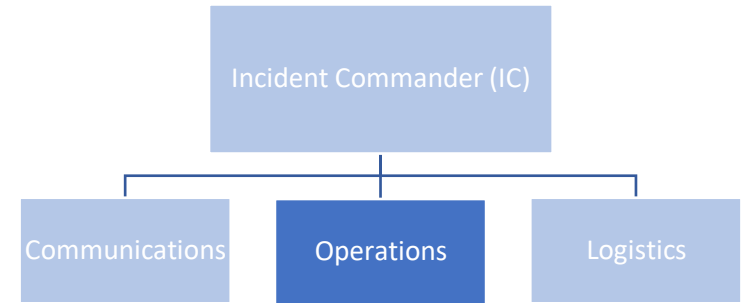 Incident Commander (IC)
Communications
Operations
Logistics